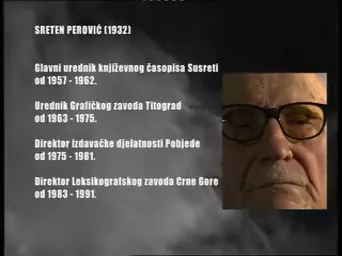 SRETEN PEROVIĆ (1932)
Glavni urednik književnog časopisa Susreti
od 1957 - 1962.
Urednik Grafičkog zavoda Titograd
od 1963 - 1975.
Direktor izdavačke djelatnosti Pobjede
od 1975 - 1981.
Direktor Leksikografskog zavoda Crne Gore
od 1983 - 1991.